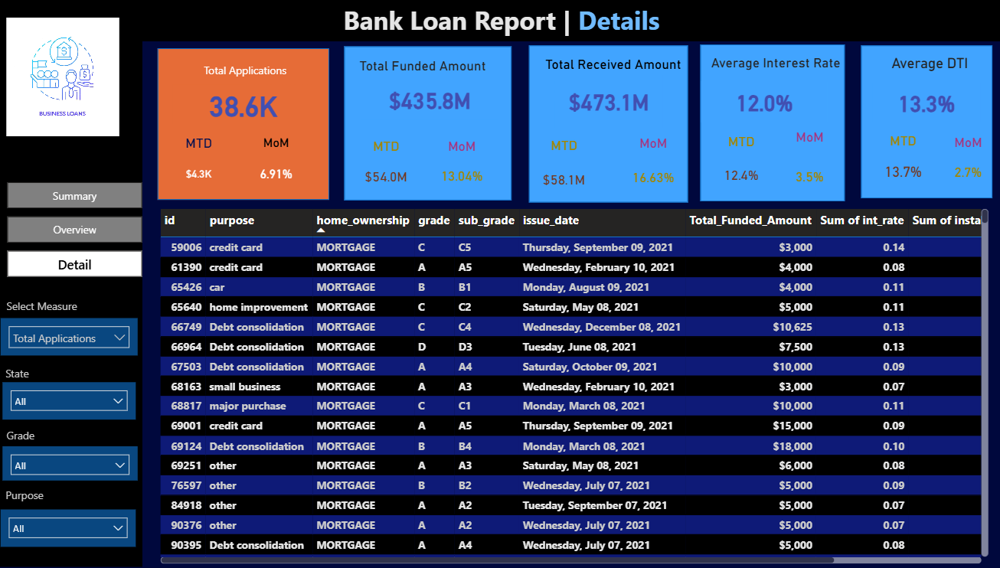 Bank Loan Report | Details
BUSINESS LOANS
Total Applications
38.6K
MTD MoM
$4.3K 6.91%
Total Funded Amount
$435.8M
MTD MoM
$54.0M 13.04%
Total Received Amount
$473.1M
MTD MoM
$58.1M 16.63%
Average Interest Rate
12.0%
MTD MoM
12.4% 3.5%
Average DTI
13.3%
MTD MoM
13.7% 2.7%
Summary
Overview
Detail
Select Measure
Total Applications
State
All
Grade
All
Purpose
All
id purpose home_ownership grade sub_grade issue_date Total_Funded_Amount Sum of int_rate Sum of insta
59006 credit card MORTGAGE C C5 Thursday, September 09, 2021 $3,000 0.14
61390 credit card MORTGAGE A A5 Wednesday, February 10, 2021 $4,000 0.08
65426 car MORTGAGE B B1 Monday, August 09, 2021 $4,000 0.11
65640 home improvement MORTGAGE C C2 Saturday, May 08, 2021 $5,000 0.11
66749 Debt consolidation MORTGAGE C C4 Wednesday, December 08, 2021 $10,625 0.13
66964 Debt consolidation MORTGAGE D D3 Tuesday, June 08, 2021 $7,500 0.13
67503 Debt consolidation MORTGAGE A A4 Saturday, October 09, 2021 $10,000 0.09
68163 small business MORTGAGE A A3 Wednesday, February 10, 2021 $3,000 0.07
68817 major purchase MORTGAGE C C1 Monday, March 08, 2021 $10,000 0.11
69001 credit card MORTGAGE A A5 Thursday, September 09, 2021 $15,000 0.09
69124 Debt consolidation MORTGAGE B B4 Monday, March 08, 2021 $18,000 0.10
69251 other MORTGAGE A A3 Saturday, May 08, 2021 $6,000 0.08
76597 other MORTGAGE B B2 Wednesday, July 07, 2021 $5,000 0.09
84918 other MORTGAGE A A2 Tuesday, September 07, 2021 $5,000 0.07
90376 other MORTGAGE A A2 Wednesday, July 07, 2021 $5,000 0.07
90395 Debt consolidation MORTGAGE A A4 Wednesday, July 07, 2021 $5,000 0.08